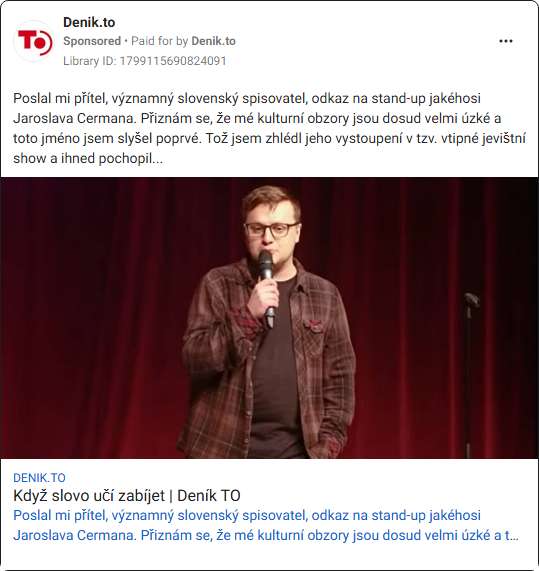 TO
Denik.to
Sponsored • Paid for by Denik.to
Library ID: 1799115690824091
Poslal mi přítel, významný slovenský spisovatel, odkaz na stand-up jakéhosi
Jaroslava Cermana. Přiznám se, že mé kulturní obzory jsou dosud velmi úzké a
toto jméno jsem slyšel poprvé. Tož jsem zhlédl jeho vystoupení v tzv. vtipné jevištní
show a ihned pochopil...
DENIK.TO
Když slovo učí zabíjet | Deník TO
Poslal mi přítel, významný slovenský spisovatel, odkaz na stand-up jakéhosi
Jaroslava Cermana. Přiznám se, že mé kulturní obzory jsou dosud velmi úzké a t...